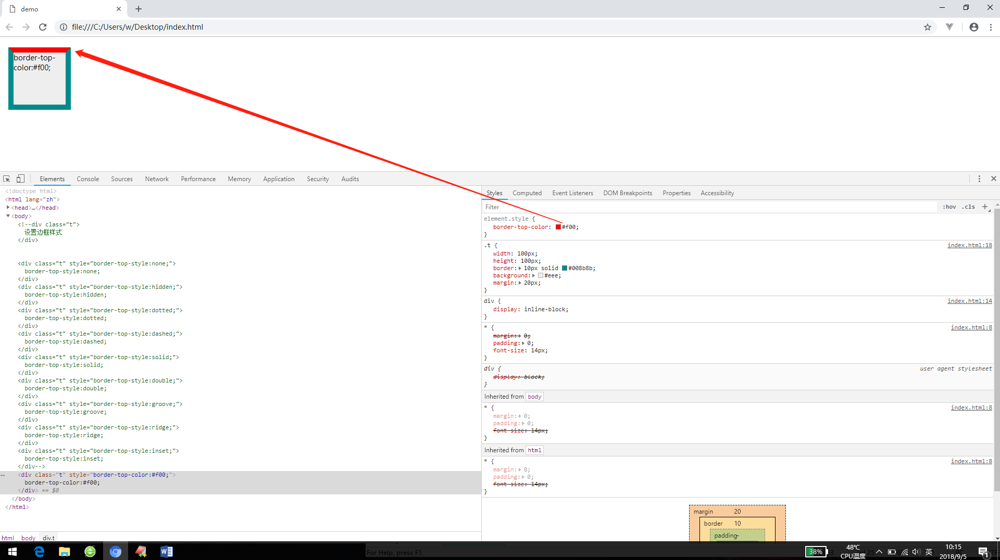 demo
file:///C:/Users/w/Desktop/index.html
border-top-
color:#f00;
Elements Console Sources Network Performance Memory Application Security Audits
<!doctype html>
<html lang="zh">
<head>…</head>
<body>
<!--div class="t">
设置边框样式
</div>
<div class="t" style="border-top-style:none;">
border-top-style:none;
</div>
<div class="t" style="border-top-style:hidden;">
border-top-style:hidden;
</div>
<div class="t" style="border-top-style:dotted;">
border-top-style:dotted;
</div>
<div class="t" style="border-top-style:dashed;">
border-top-style:dashed;
</div>
<div class="t" style="border-top-style:solid;">
border-top-style:solid;
</div>
<div class="t" style="border-top-style:double;">
border-top-style:double;
</div>
<div class="t" style="border-top-style:groove;">
border-top-style:groove;
</div>
<div class="t" style="border-top-style:ridge;">
border-top-style:ridge;
</div>
<div class="t" style="border-top-style:inset;">
border-top-style:inset;
</div-->
<div class="t" style="border-top-color:#f00;">
border-top-color:#f00;
</div> == $0
</body>
</html>
html body div.t
Styles Computed Event Listeners DOM Breakpoints Properties Accessibility
Filter :hov .cls +
element.style {
border-top-color: #f00;
}
.t { index.html:18
width: 100px;
height: 100px;
border: 10px solid #008b8b;
background: #eee;
margin: 20px;
}
div { index.html:14
display: inline-block;
}
* { index.html:8
margin: 0;
padding: 0;
font-size: 14px;
}
div { user agent stylesheet
display: block;
}
Inherited from body
* { index.html:8
margin: 0;
padding: 0;
font-size: 14px;
}
Inherited from html
* { index.html:8
margin: 0;
padding: 0;
font-size: 14px;
}
margin 20
border 10
padding-
For Help, press F1
38%
48℃
CPU温度
英
10:15
2018/9/5
1